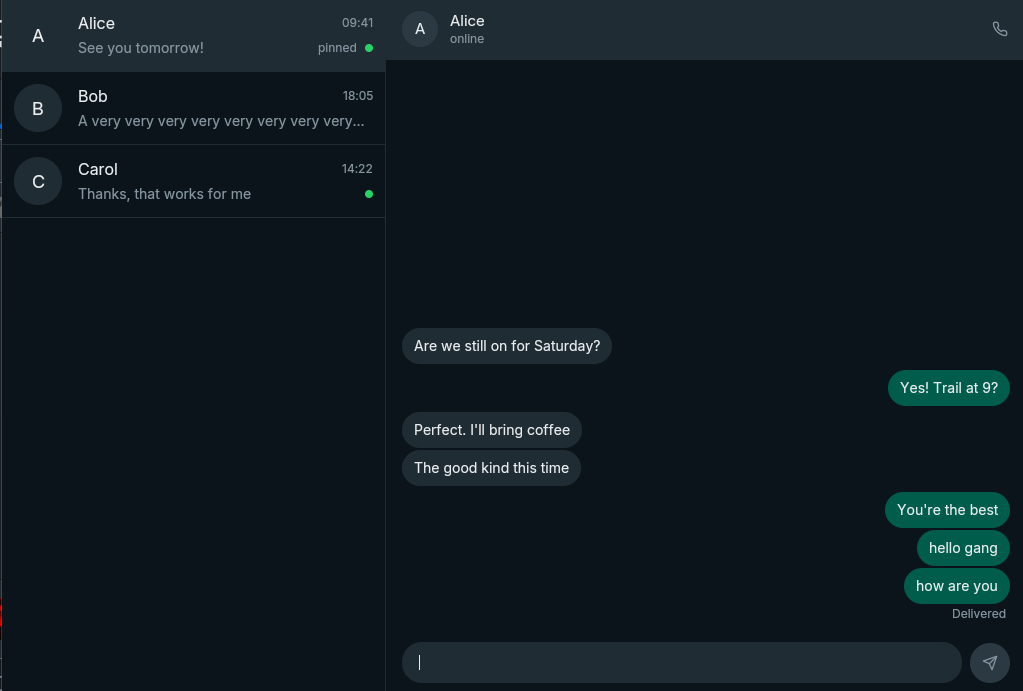 A
Alice
09:41
See you tomorrow!
pinned
B
Bob
18:05
A very very very very very very very very...
C
Carol
14:22
Thanks, that works for me
A
Alice
online
Are we still on for Saturday?
Yes! Trail at 9?
Perfect. I'll bring coffee
The good kind this time
You're the best
hello gang
how are you
Delivered